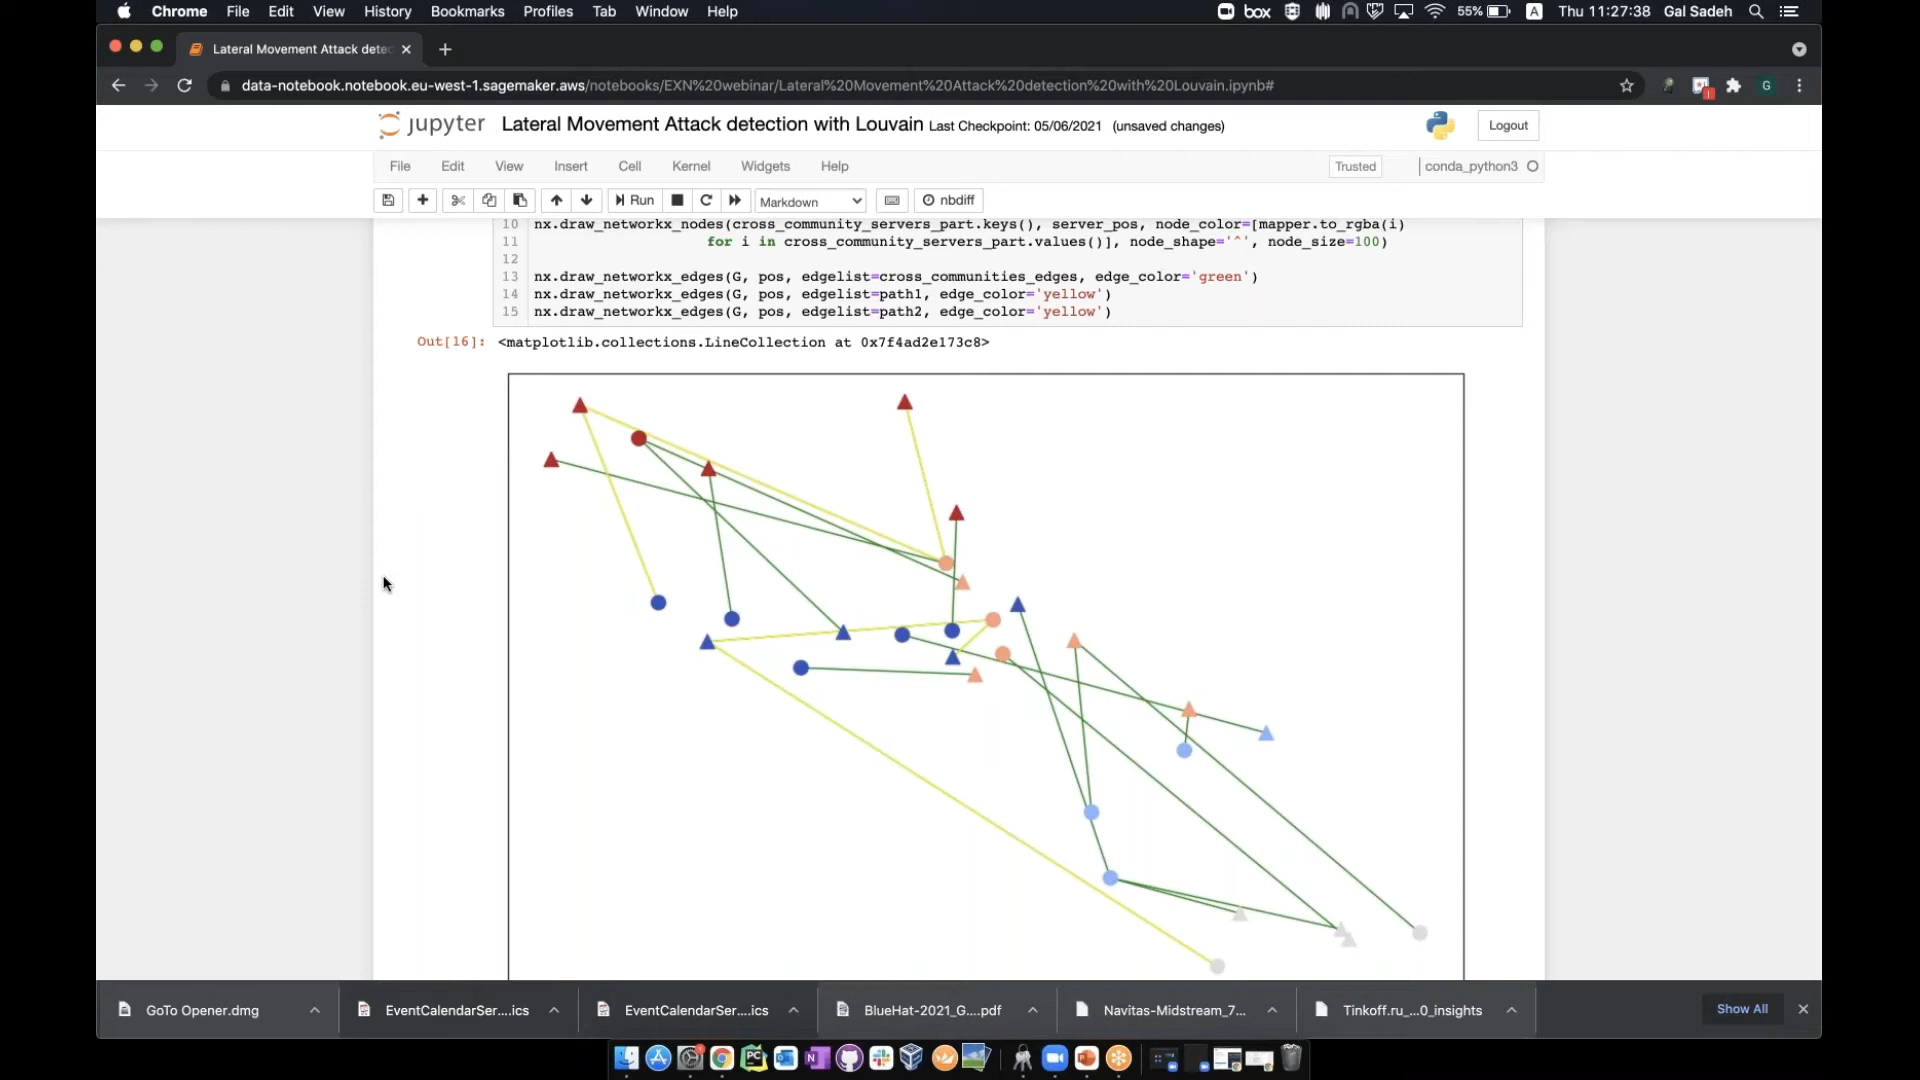 Chrome File Edit View History Bookmarks Profiles Tab Window Help box 55% A Thu 11:27:38 Gal Sadeh
Lateral Movement Attack dete
data-notebook.notebook.eu-west-1.sagemaker.aws/notebooks/EXN%20webinar/Lateral%20Movement%20Attack%20detection%20with%20Louvain.ipynb# G
jupyter Lateral Movement Attack detection with Louvain Last Checkpoint: 05/06/2021 (unsaved changes) Logout
File Edit View Insert Cell Kernel Widgets Help Trusted conda_python3
Run Markdown nbdiff
10 nx.draw_networkx_nodes(cross_community_servers_part.keys(), server_pos, node_color=[mapper.to_rgba(i)
11 for i in cross_community_servers_part.values()], node_shape='^', node_size=100)
12
13 nx.draw_networkx_edges(G, pos, edgelist=cross_communities_edges, edge_color='green')
14 nx.draw_networkx_edges(G, pos, edgelist=path1, edge_color='yellow')
15 nx.draw_networkx_edges(G, pos, edgelist=path2, edge_color='yellow')
Out[16]: <matplotlib.collections.LineCollection at 0x7f4ad2e173c8>
GoTo Opener.dmg EventCalendarSer....ics EventCalendarSer....ics BlueHat-2021_G....pdf Navitas-Midstream_7... Tinkoff.ru_...0_insights Show All